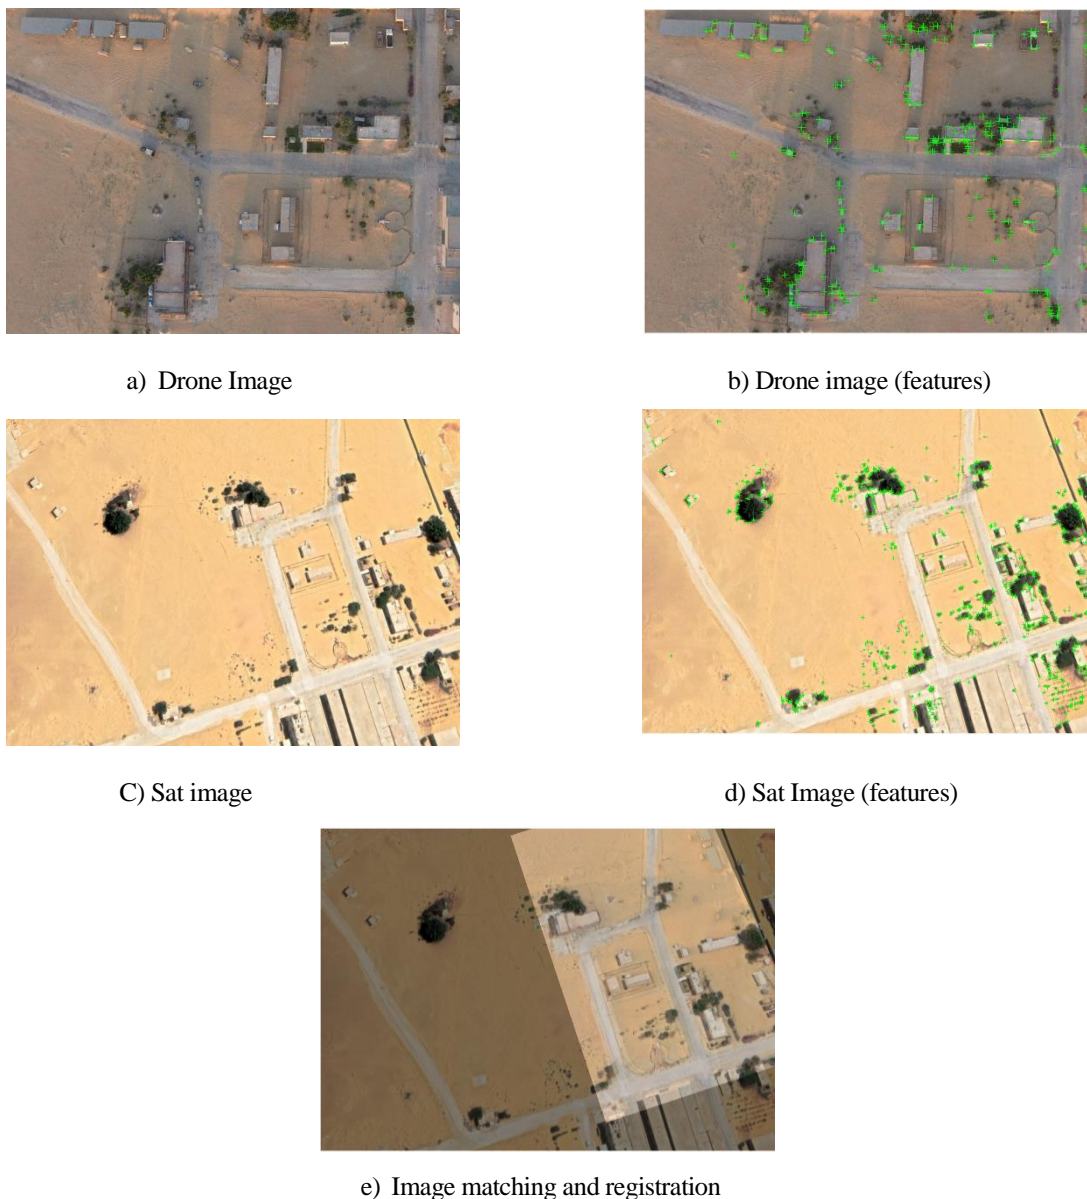 a) Drone Image
b) Drone image (features)
C) Sat image
d) Sat Image (features)
e) Image matching and registration